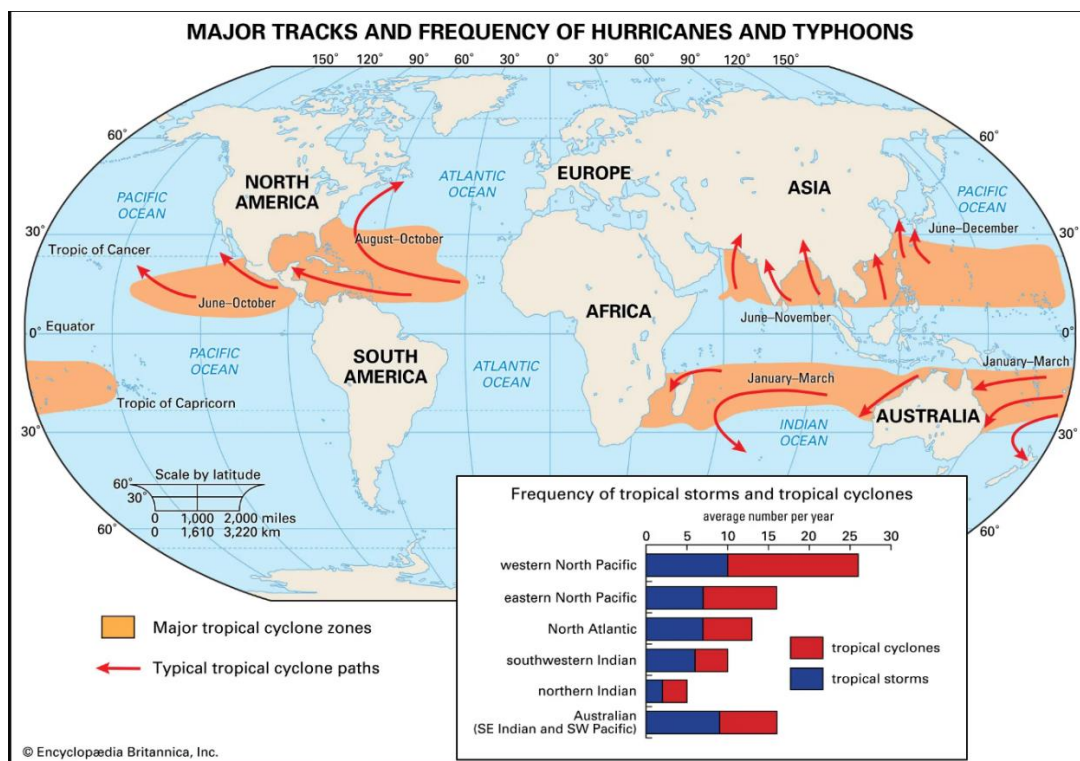 MAJOR TRACKS AND FREQUENCY OF HURRICANES AND TYPHOONS
150° 120° 90° 60° 30° 0° 30° 60° 90° 120° 150°
60°
60°
NORTH
AMERICA
ATLANTIC
OCEAN
EUROPE
ASIA
PACIFIC
OCEAN
PACIFIC
OCEAN
30°
30°
Tropic of Cancer
August–October
June–December
June–October
AFRICA
June–November
Equator
0°
0°
PACIFIC
OCEAN
SOUTH
AMERICA
ATLANTIC
OCEAN
January–March
January–March
Tropic of Capricorn
AUSTRALIA
INDIAN
OCEAN
30°
30°
Scale by latitude
60°
30°
0 1,000 2,000 miles
0 1,610 3,220 km
60°
60°
Major tropical cyclone zones
Typical tropical cyclone paths
Frequency of tropical storms and tropical cyclones
average number per year
0 5 10 15 20 25 30
western North Pacific
eastern North Pacific
North Atlantic
southwestern Indian
northern Indian
Australian
(SE Indian and SW Pacific)
tropical cyclones
tropical storms
© Encyclopædia Britannica, Inc.